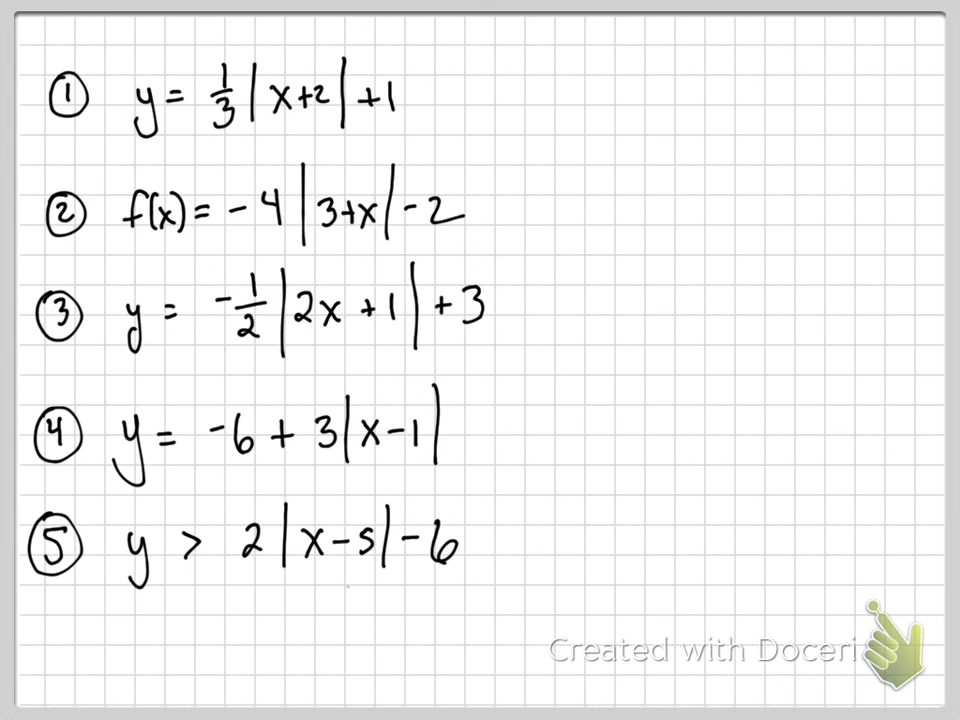 ① y = 1/3 |x+2| +1
② f(x) = -4 |3+x| -2
③ y = -1/2 |2x +1| +3
④ y = -6 + 3|x-1|
⑤ y > 2 |x-5| -6
Created with Doceri